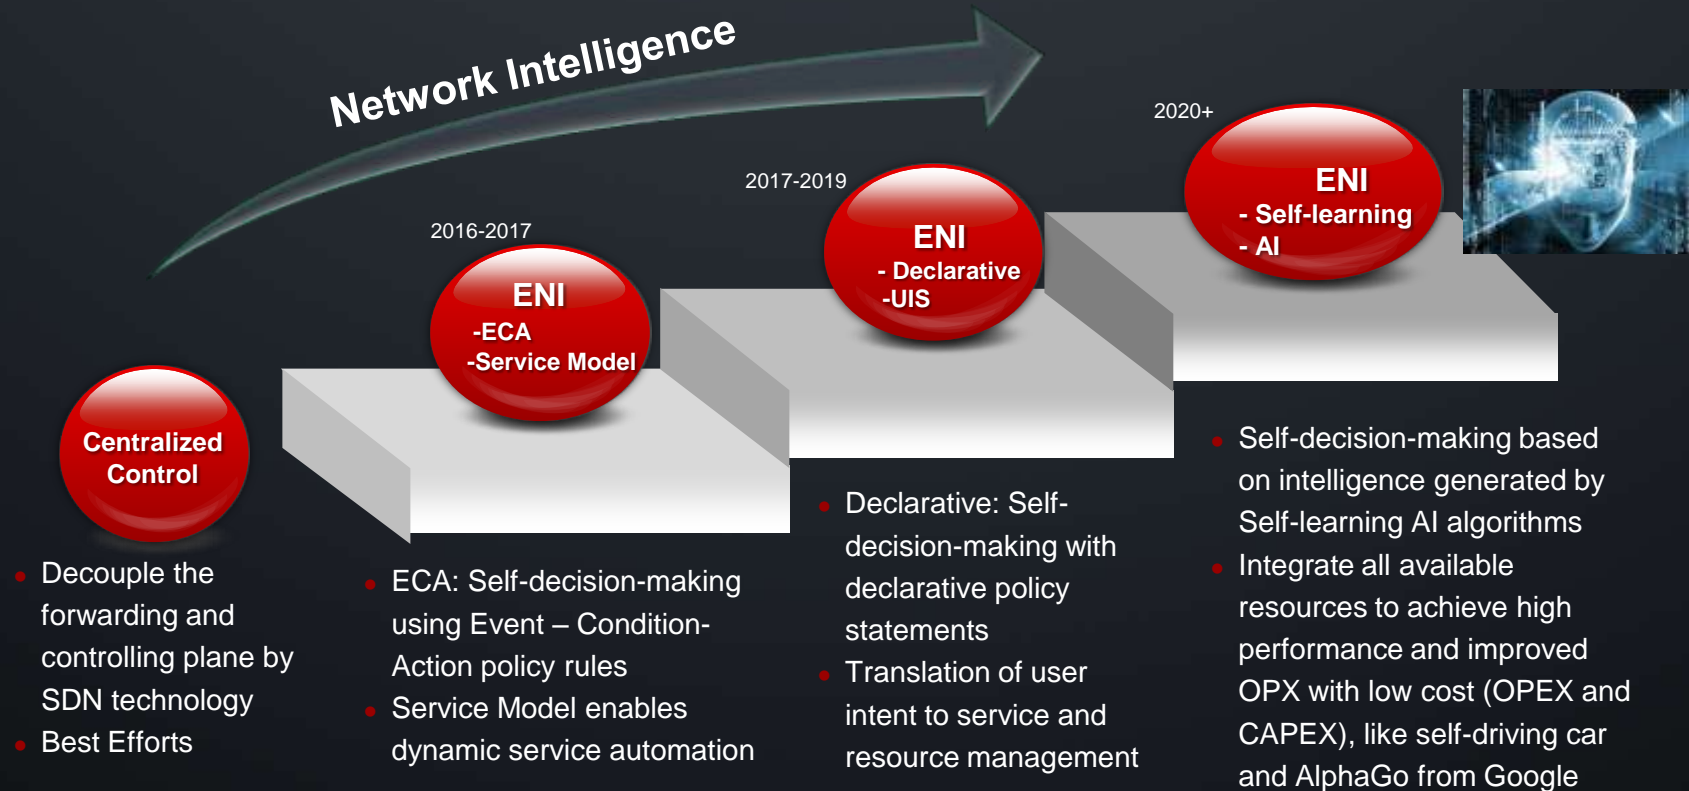 Network Intelligence
Centralized
Control
● Decouple the
forwarding and
controlling plane by
SDN technology
● Best Efforts
2016-2017
ENI
-ECA
-Service Model
● ECA: Self-decision-making
using Event – Condition-
Action policy rules
● Service Model enables
dynamic service automation
2017-2019
ENI
- Declarative
-UIS
● Declarative: Self-
decision-making with
declarative policy
statements
● Translation of user
intent to service and
resource management
2020+
ENI
- Self-learning
- AI
● Self-decision-making based
on intelligence generated by
Self-learning AI algorithms
● Integrate all available
resources to achieve high
performance and improved
OPX with low cost (OPEX and
CAPEX), like self-driving car
and AlphaGo from Google